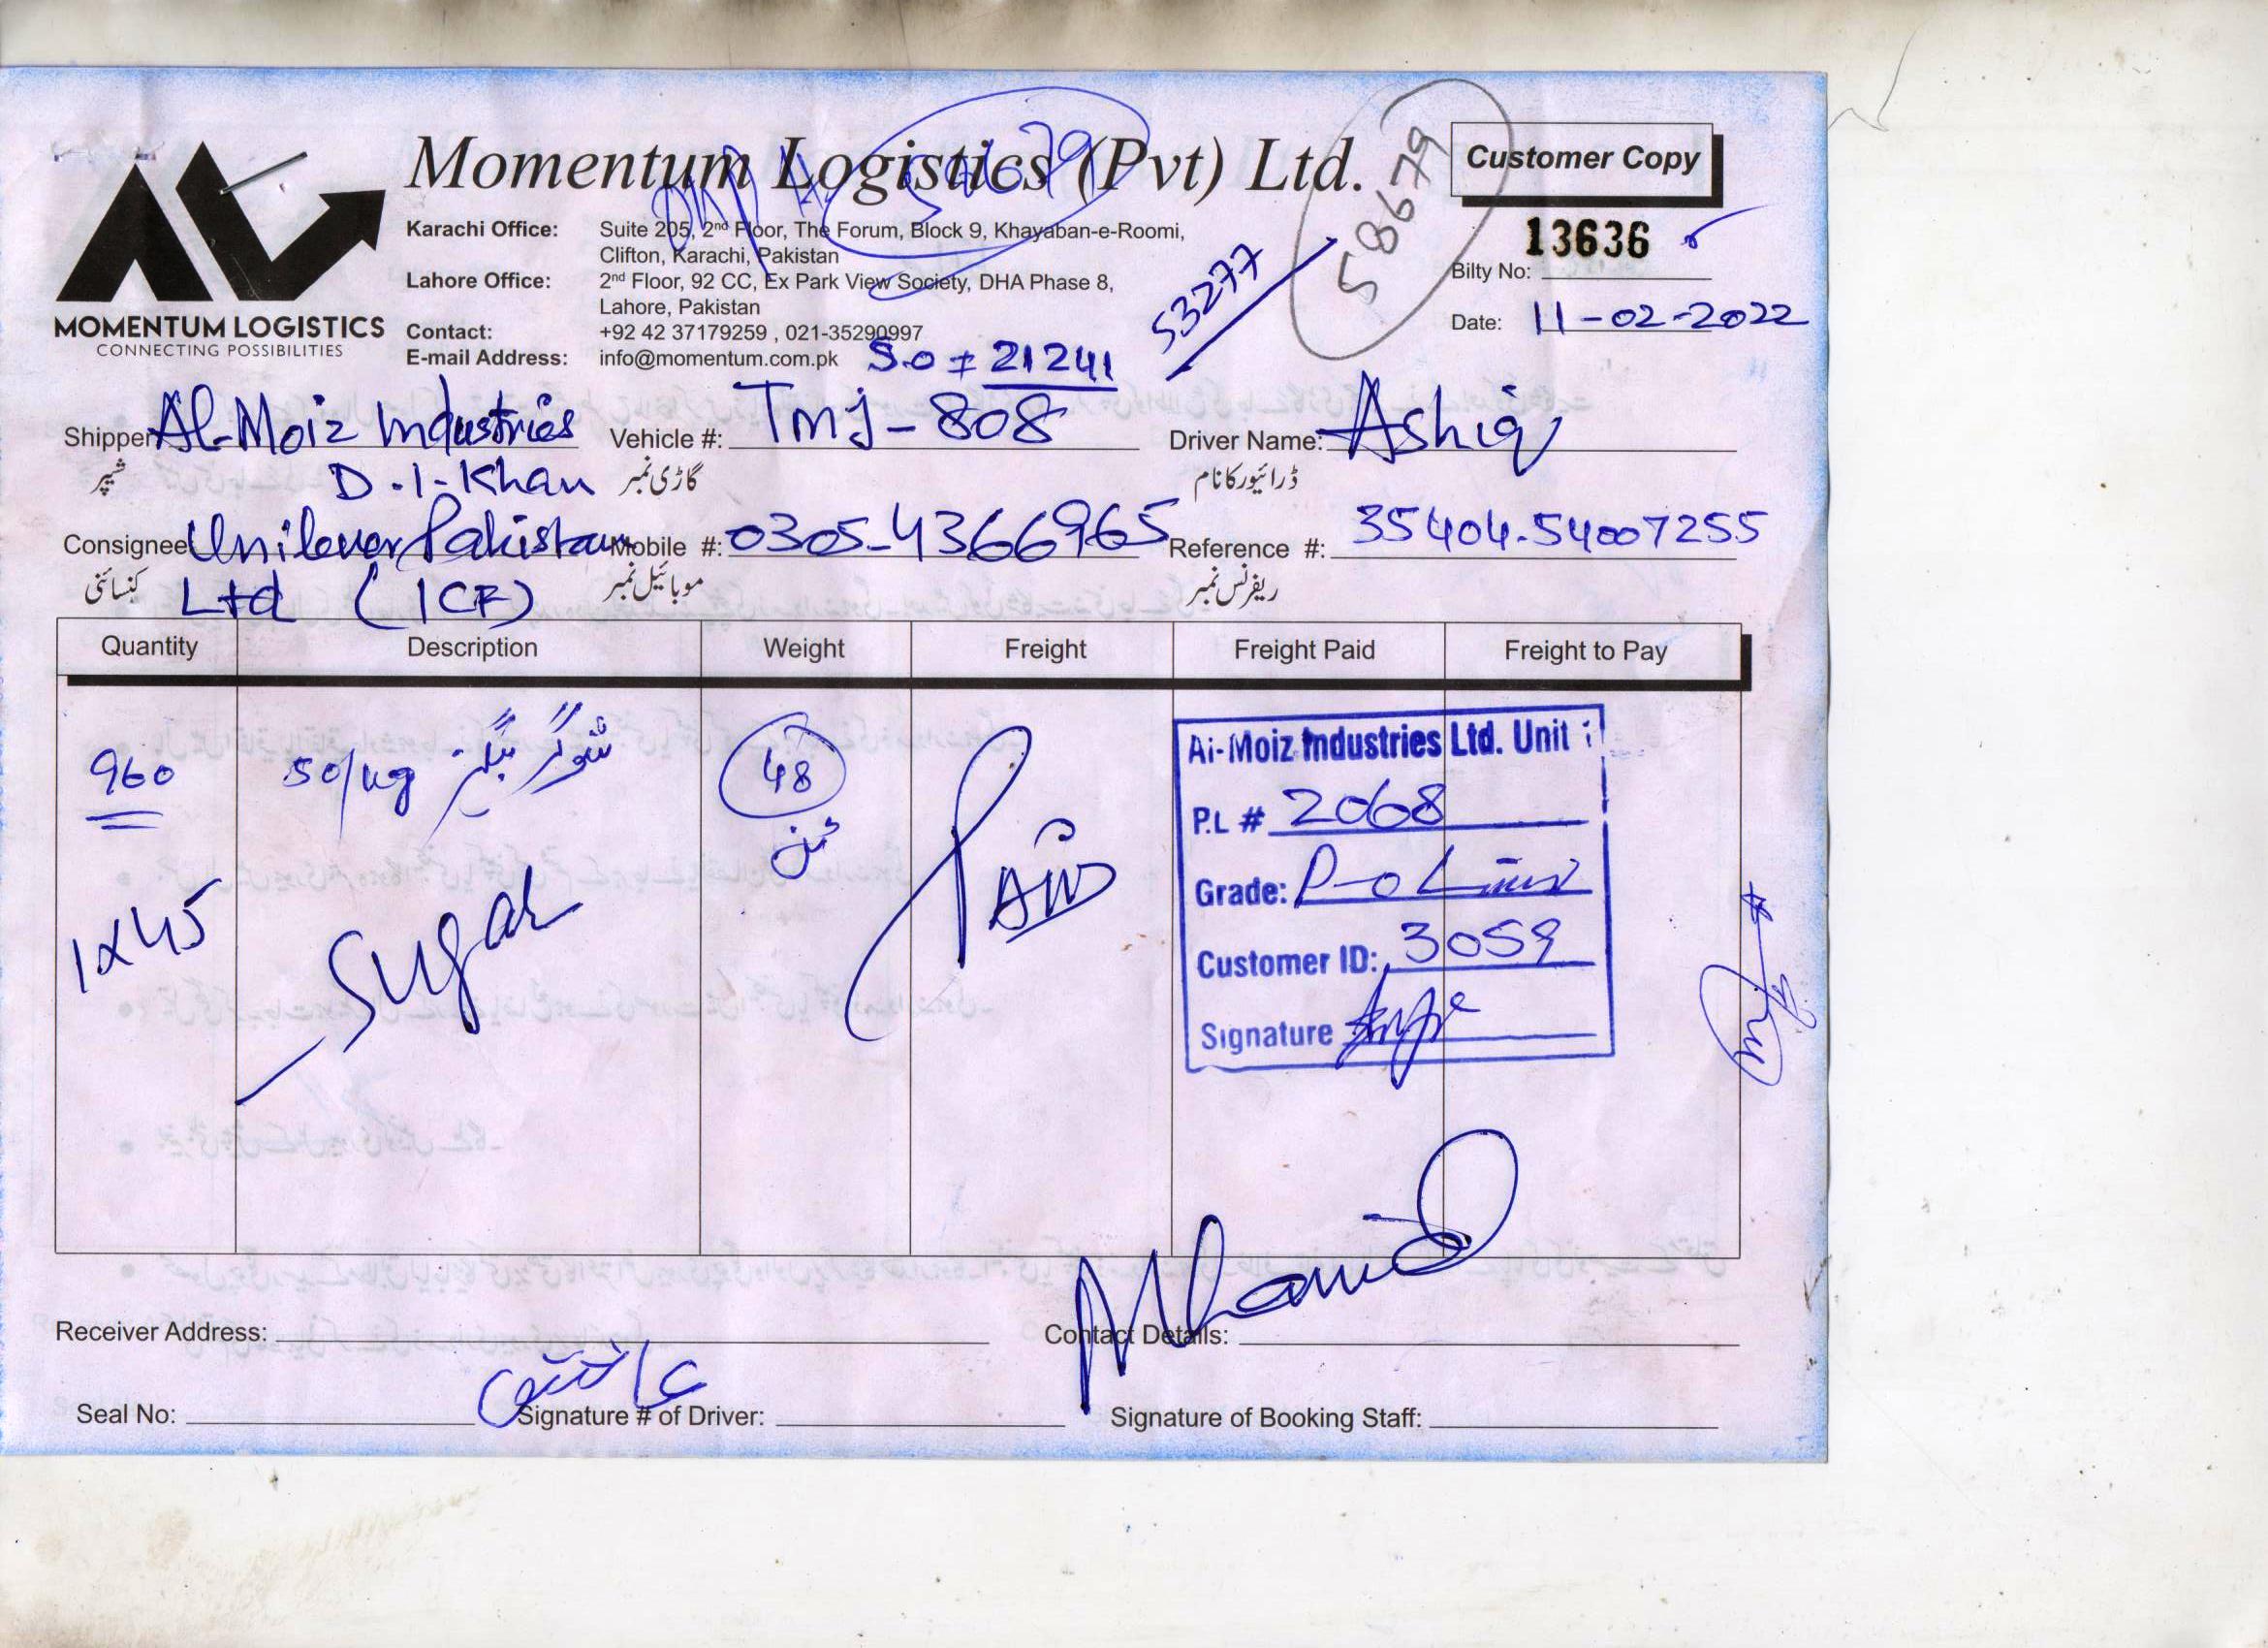 Momentum Logistics (Pvt) Ltd.
Customer Copy
MOMENTUM LOGISTICS
CONNECTING POSSIBILITIES
Karachi Office: Suite 205, 2nd Floor, The Forum, Block 9, Khayaban-e-Roomi,
Clifton, Karachi, Pakistan
Lahore Office: 2nd Floor, 92 CC, Ex Park View Society, DHA Phase 8,
Lahore, Pakistan
Contact: +92 42 37179259 , 021-35290997
E-mail Address: info@momentum.com.pk
58679
53277
S.O # 21241
13636
Bilty No:
Date: 11-02-2022
Shipper Al-Moiz Industries Vehicle #: TMJ-808 Driver Name: Ashiq
شپر D.I.Khan گاڑی نمبر ڈرائیور کا نام
Consignee Unilever Pakistan Mobile #: 0305-4366965 Reference #: 35404-54007255
کنسائنی Ltd (ICF) موبائیل نمبر ریفرنس نمبر
Quantity Description Weight Freight Freight Paid Freight to Pay
960 50/kg شوگر بیگز 48 ٹن Paid
1x45 Sugar
Al-Moiz Industries Ltd. Unit
P.L # 2068
Grade:
Customer ID: 3059
Signature
Receiver Address: Contact Details:
عاشق
Seal No: Signature # of Driver: Signature of Booking Staff: